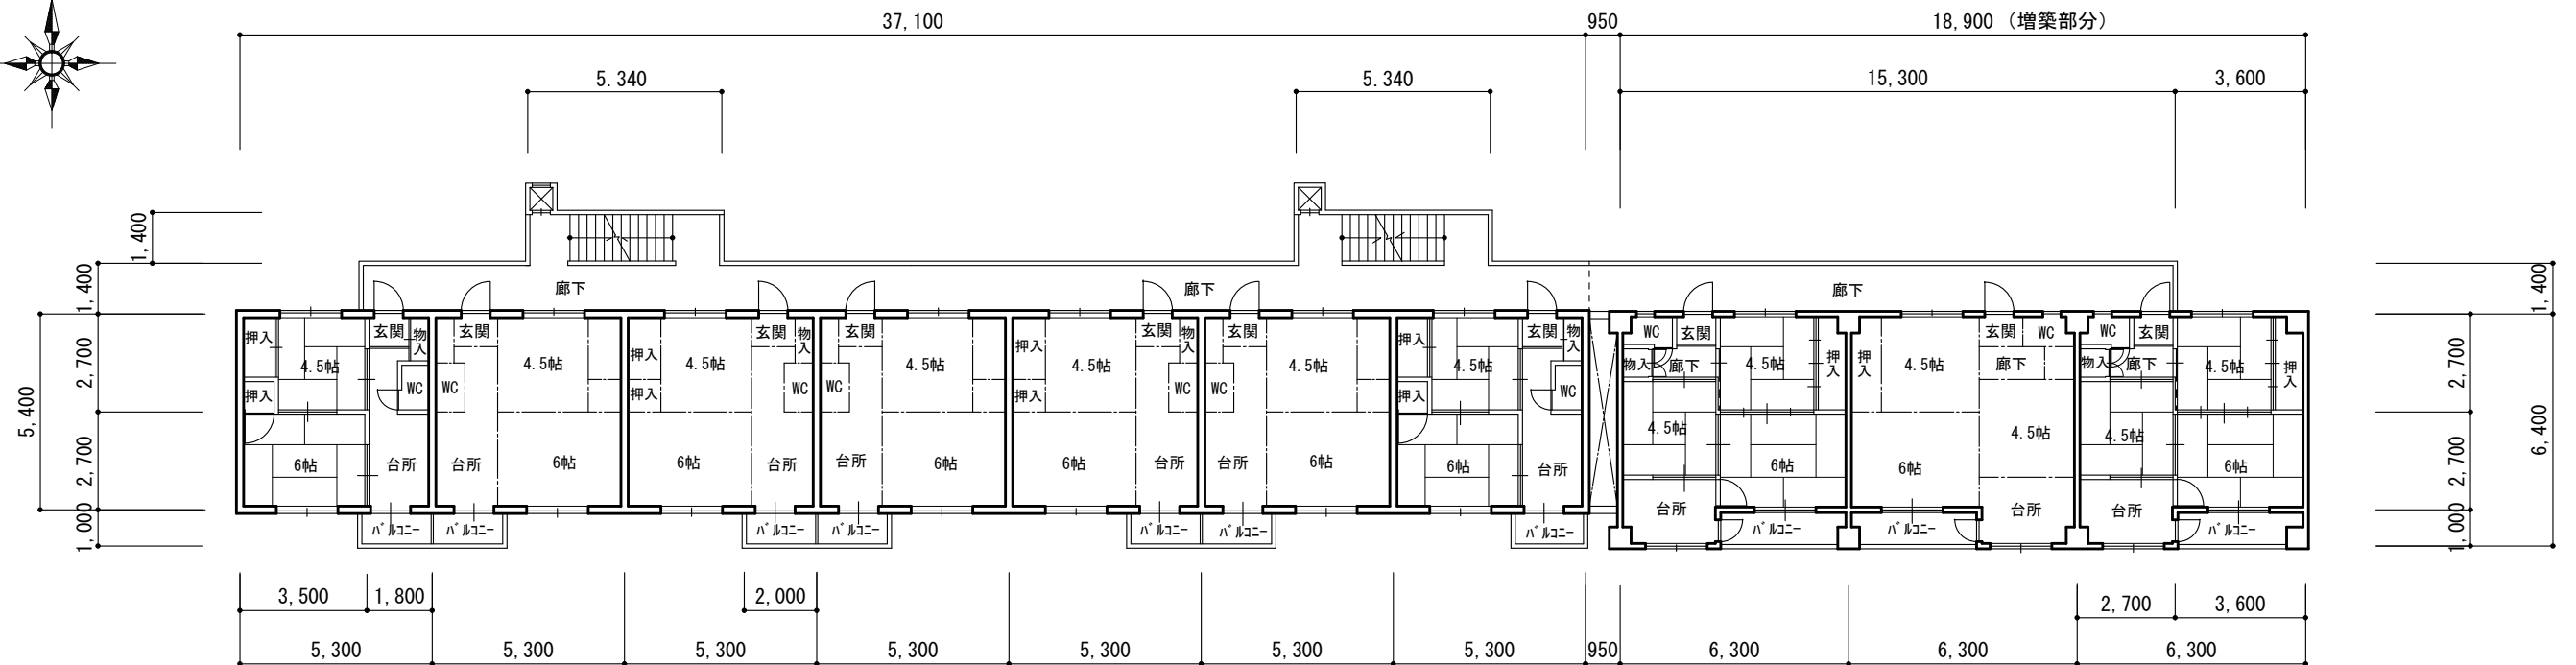 37,100
950
18,900 (増築部分)
5.340
5.340
15,300
3,600
1,400
1,400
2,700
5,400
2,700
1,000
1,400
2,700
6,400
2,700
1,000
廊下
廊下
廊下
押入
4.5帖
玄関
物入
押入
WC
6帖
台所
バルコニー
玄関
WC
4.5帖
台所
6帖
バルコニー
押入
押入
4.5帖
玄関
物入
WC
6帖
台所
バルコニー
玄関
WC
4.5帖
台所
6帖
バルコニー
押入
押入
4.5帖
玄関
物入
WC
6帖
台所
バルコニー
玄関
WC
4.5帖
台所
6帖
バルコニー
押入
4.5帖
玄関
物入
押入
WC
6帖
台所
バルコニー
WC
玄関
物入
廊下
4.5帖
押入
4.5帖
6帖
台所
バルコニー
押入
4.5帖
玄関
WC
廊下
4.5帖
6帖
台所
バルコニー
WC
玄関
物入
廊下
4.5帖
押入
4.5帖
6帖
台所
バルコニー
3,500
1,800
2,000
2,700
3,600
5,300
5,300
5,300
5,300
5,300
5,300
5,300
950
6,300
6,300
6,300